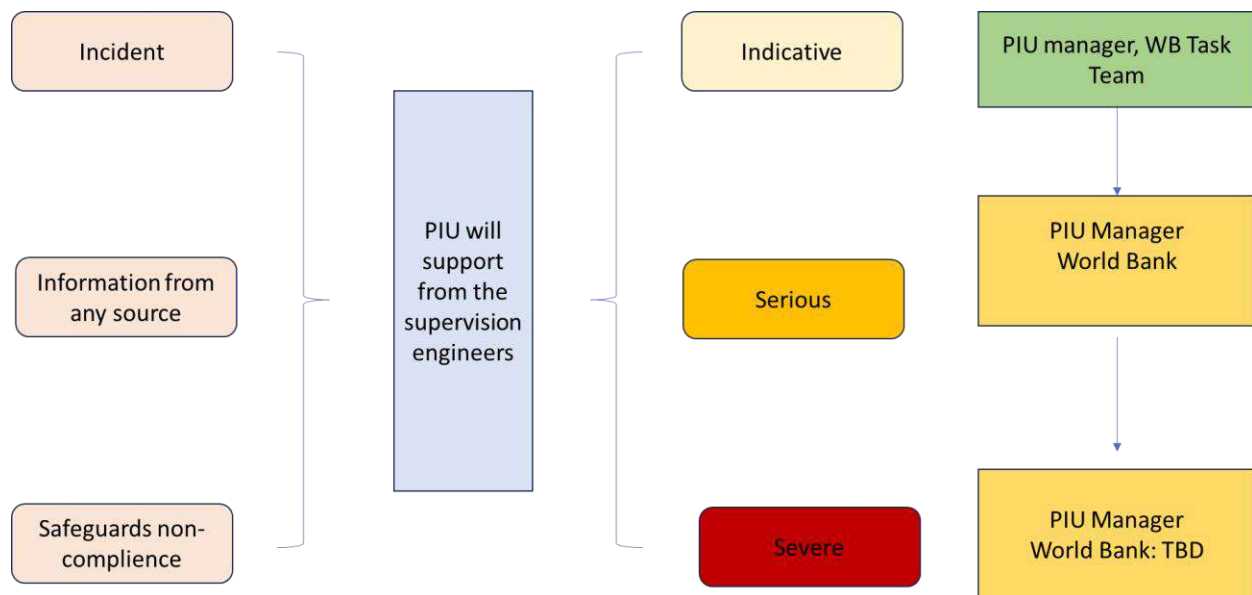 Incident
Information from
any source
Safeguards non-
complience
PIU will
support
from the
supervision
engineers
Indicative
Serious
Severe
PIU manager, WB Task
Team
PIU Manager
World Bank
PIU Manager
World Bank: TBD